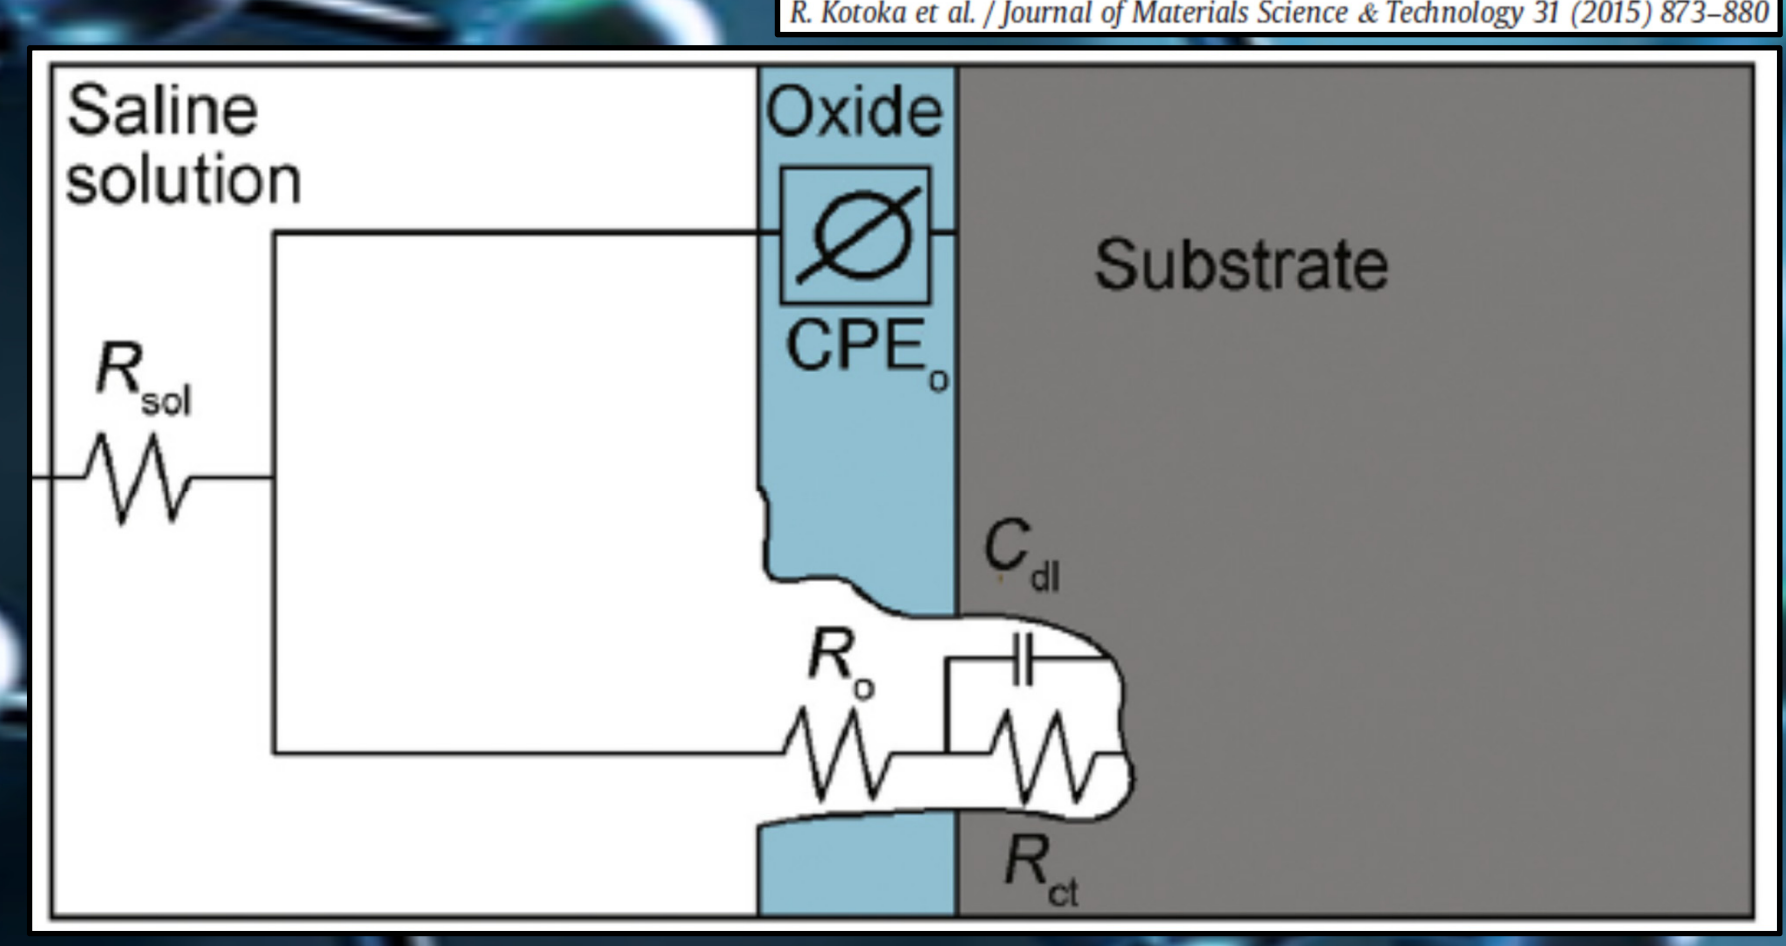 R. Kotoka et al. / Journal of Materials Science & Technology 31 (2015) 873–880
Saline
solution
Oxide
CPEo
Substrate
Rsol
Cdl
Ro
Rct